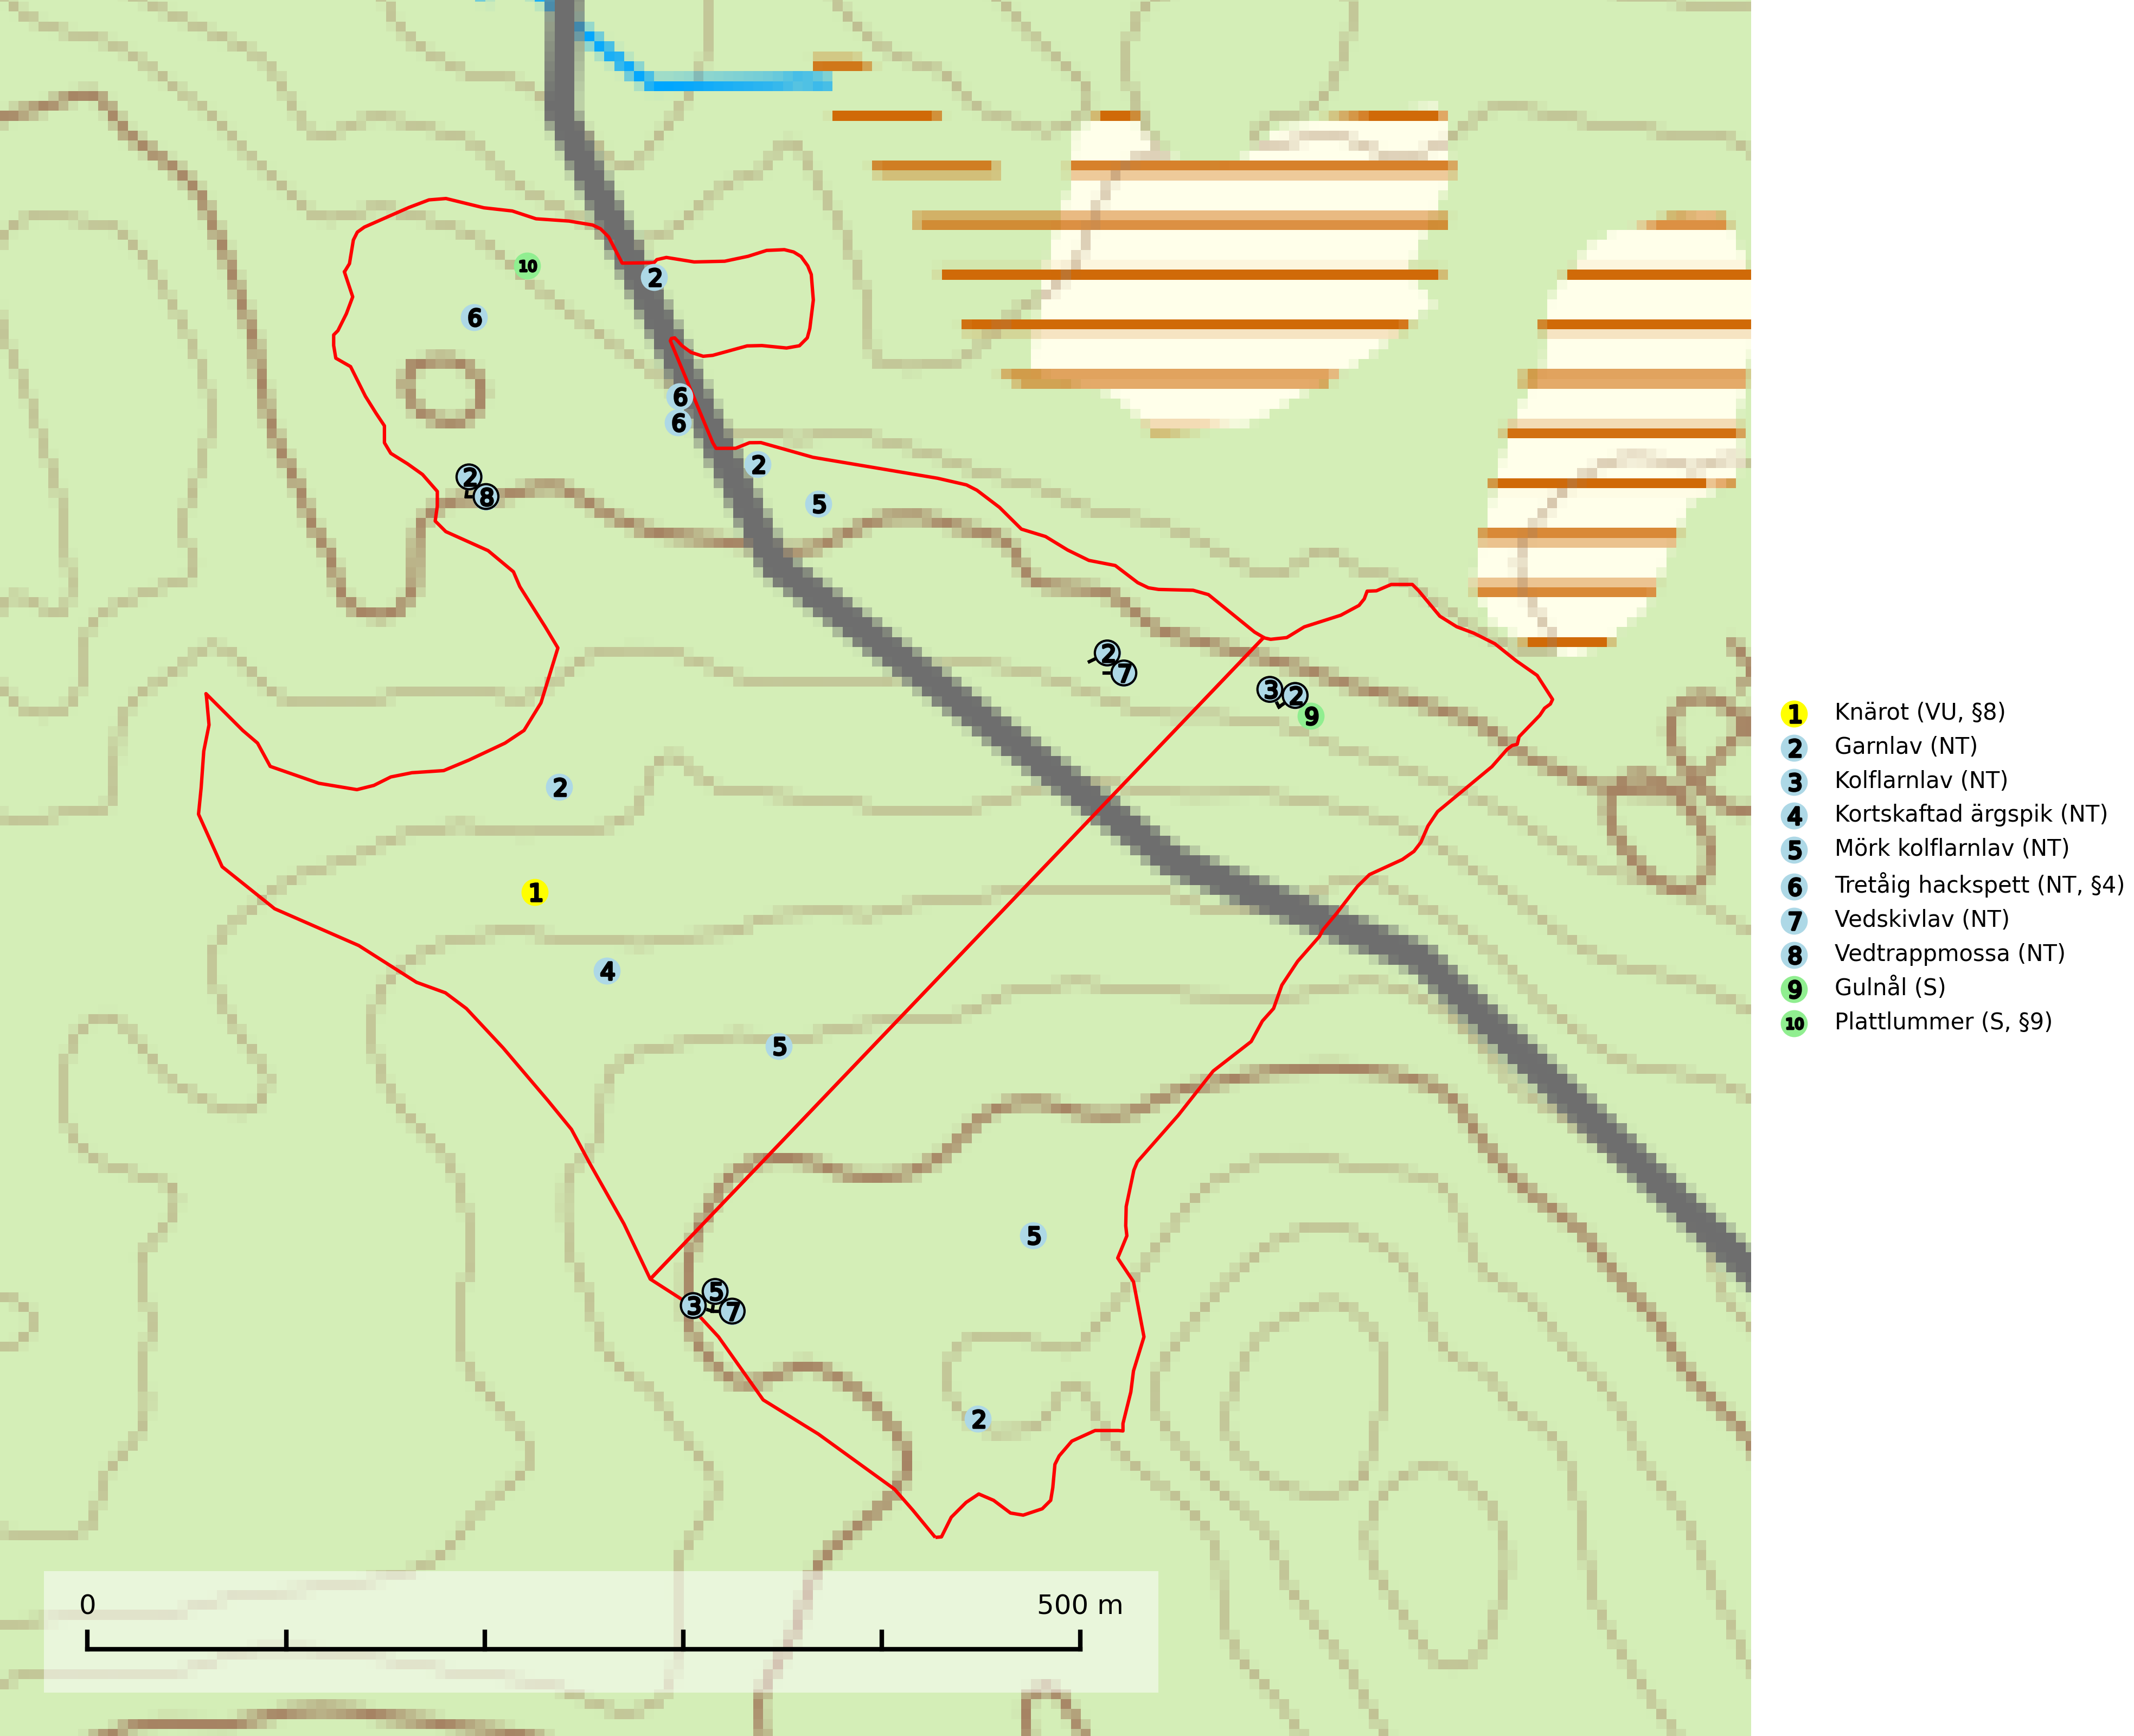 10
2
6
6
6
2
2
8
5
2
7
3
2
9
2
1
4
5
5
5
3
7
2
0 500 m
1 Knärot (VU, §8)
2 Garnlav (NT)
3 Kolflarnlav (NT)
4 Kortskaftad ärgspik (NT)
5 Mörk kolflarnlav (NT)
6 Tretåig hackspett (NT, §4)
7 Vedskivlav (NT)
8 Vedtrappmossa (NT)
9 Gulnål (S)
10 Plattlummer (S, §9)